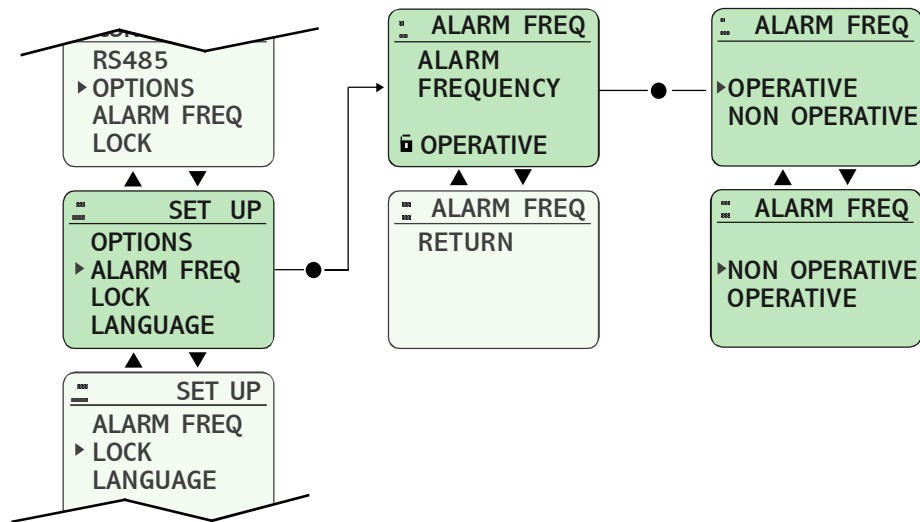 RS485
OPTIONS
ALARM FREQ
LOCK
SET UP
OPTIONS
ALARM FREQ
LOCK
LANGUAGE
SET UP
ALARM FREQ
LOCK
LANGUAGE
ALARM FREQ
ALARM
FREQUENCY
OPERATIVE
ALARM FREQ
RETURN
ALARM FREQ
OPERATIVE
NON OPERATIVE
ALARM FREQ
NON OPERATIVE
OPERATIVE